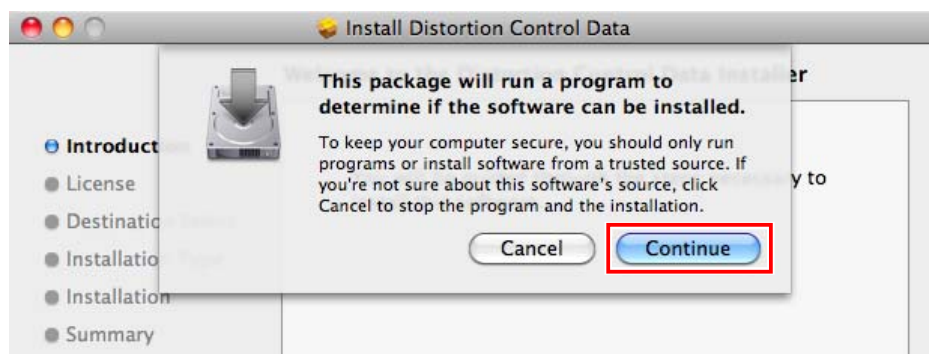 Install Distortion Control Data
This package will run a program to
determine if the software can be installed.
To keep your computer secure, you should only run
programs or install software from a trusted source. If
you're not sure about this software's source, click
Cancel to stop the program and the installation.
Cancel
Continue
Introduct
License
Destinatio
Installatio
Installation
Summary
er
y to